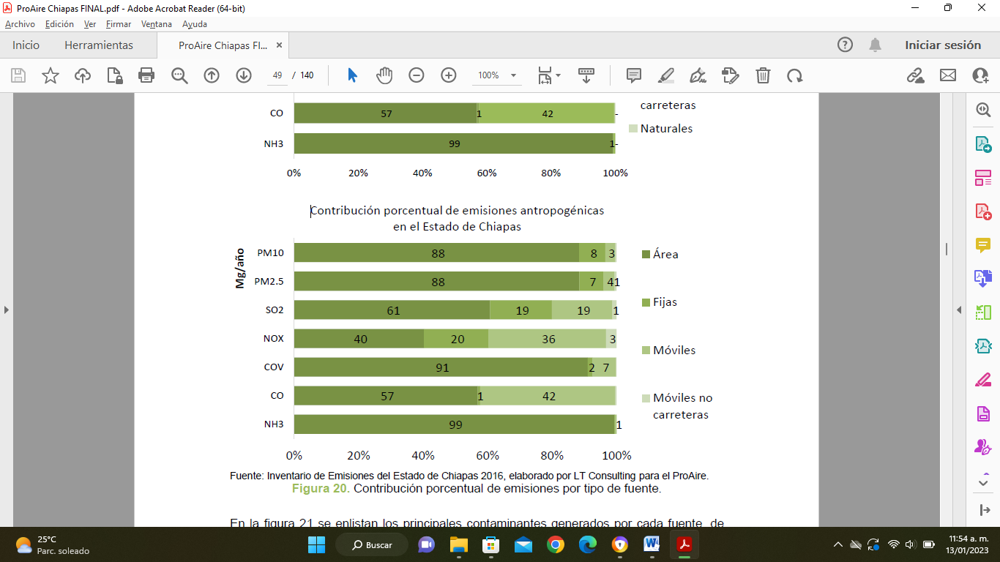 ProAire Chiapas FINAL.pdf - Adobe Acrobat Reader (64-bit)
Archivo Edición Ver Firmar Ventana Ayuda
Inicio Herramientas ProAire Chiapas FI... × Iniciar sesión
49 / 140 100%
carreteras
CO 57 1 42 -
Naturales
NH3 99 1-
0% 20% 40% 60% 80% 100%
Contribución porcentual de emisiones antropogénicas
en el Estado de Chiapas
Mg/año
PM10 88 8 3
Área
PM2.5 88 7 41
SO2 61 19 19 1
Fijas
NOX 40 20 36 3
Móviles
COV 91 2 7
CO 57 1 42
Móviles no
carreteras
NH3 99 1
0% 20% 40% 60% 80% 100%
Fuente: Inventario de Emisiones del Estado de Chiapas 2016, elaborado por LT Consulting para el ProAire.
Figura 20. Contribución porcentual de emisiones por tipo de fuente.
En la figura 21 se enlistan los principales contaminantes generados por cada fuente, de
25°C
Parc. soleado
Buscar
11:54 a. m.
13/01/2023